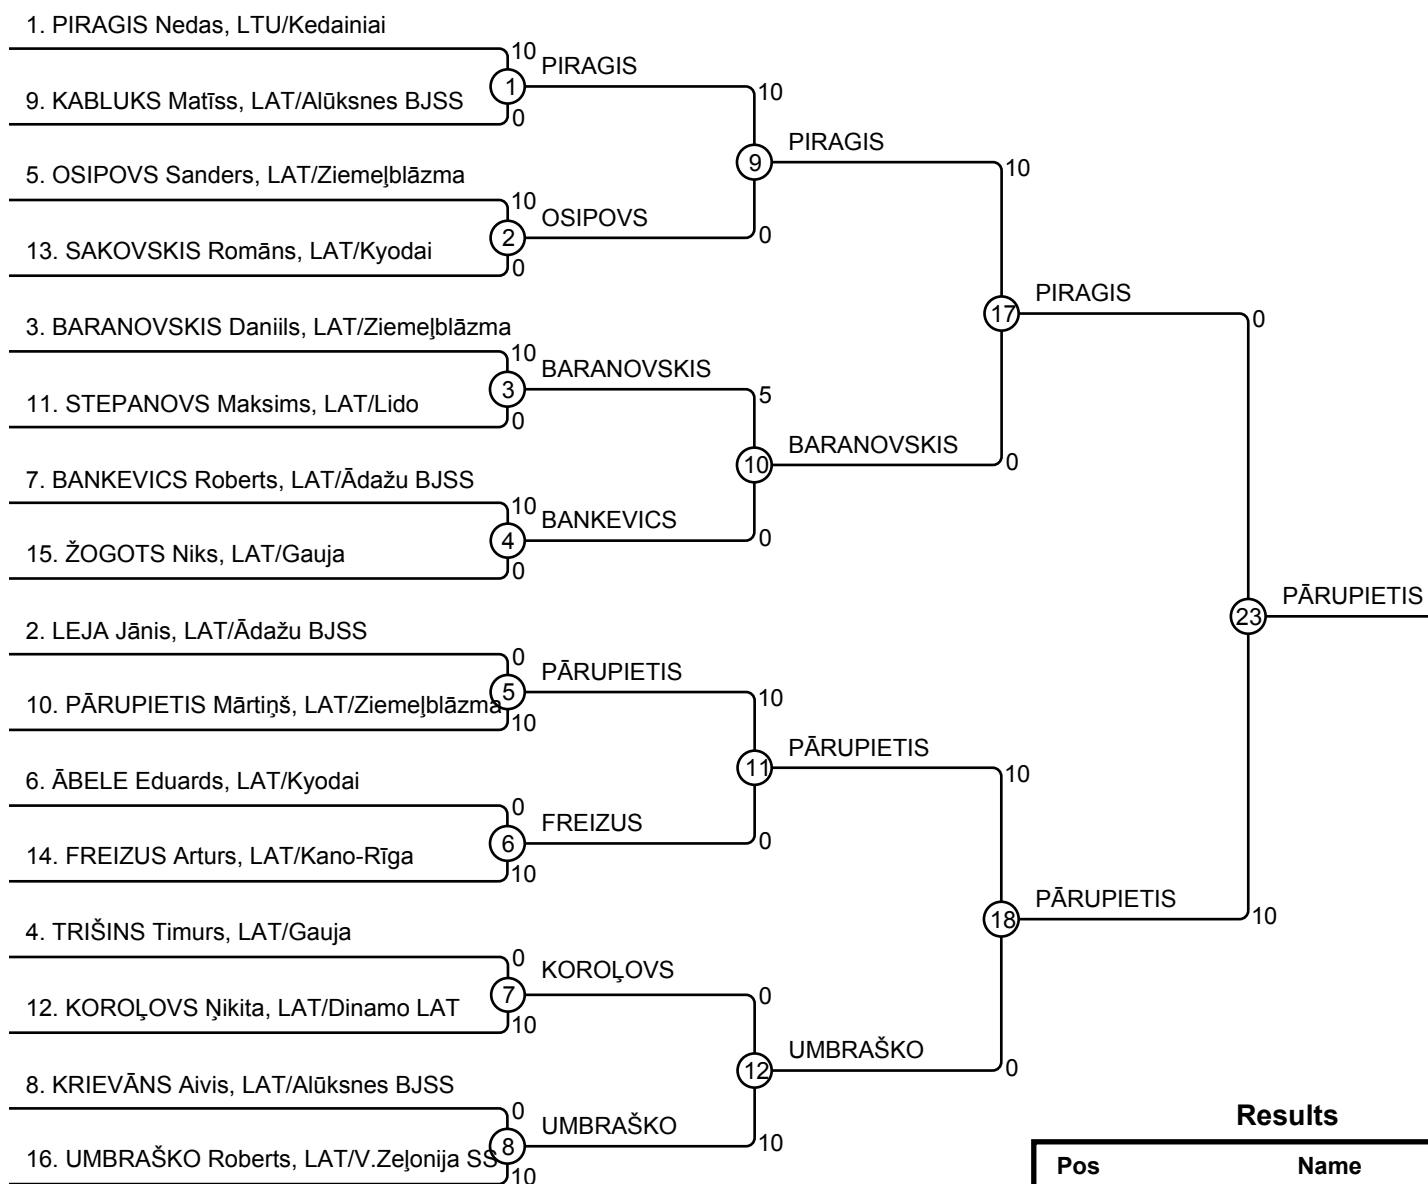 1. PIRAGIS Nedas, LTU/Kedainiai
10
1
PIRAGIS
9. KABLUKS Matīss, LAT/Alūksnes BJSS
0
10
9
PIRAGIS
5. OSIPOVS Sanders, LAT/Ziemeļblāzma
10
2
OSIPOVS
0
13. SAKOVSKIS Romāns, LAT/Kyodai
0
10
17
PIRAGIS
3. BARANOVSKIS Daniils, LAT/Ziemeļblāzma
10
3
BARANOVSKIS
11. STEPANOVS Maksims, LAT/Lido
0
5
10
BARANOVSKIS
0
7. BANKEVICS Roberts, LAT/Ādažu BJSS
10
4
BANKEVICS
0
15. ŽOGOTS Niks, LAT/Gauja
0
0
23
PĀRUPIETIS
2. LEJA Jānis, LAT/Ādažu BJSS
0
5
PĀRUPIETIS
10. PĀRUPIETIS Mārtiņš, LAT/Ziemeļblāzma
10
10
11
PĀRUPIETIS
6. ĀBELE Eduards, LAT/Kyodai
0
6
FREIZUS
0
14. FREIZUS Arturs, LAT/Kano-Rīga
10
10
18
PĀRUPIETIS
10
4. TRIŠINS Timurs, LAT/Gauja
0
7
KOROĻOVS
12. KOROĻOVS Ņikita, LAT/Dinamo LAT
10
0
12
UMBRAŠKO
0
8. KRIEVĀNS Aivis, LAT/Alūksnes BJSS
0
8
UMBRAŠKO
10
16. UMBRAŠKO Roberts, LAT/V.Zeļonija SS
10
Results
Pos Name